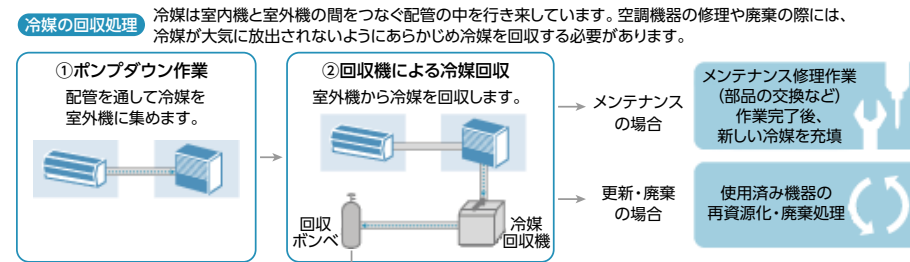 冷媒の回収処理
冷媒は室内機と室外機の間をつなぐ配管の中を行き来しています。空調機器の修理や廃棄の際には、
冷媒が大気に放出されないようにあらかじめ冷媒を回収する必要があります。
①ポンプダウン作業
配管を通して冷媒を
室外機に集めます。
②回収機による冷媒回収
室外機から冷媒を回収します。
回収
ボンベ
冷媒
回収機
メンテナンス
の場合
メンテナンス修理作業
（部品の交換など）
作業完了後、
新しい冷媒を充填
更新・廃棄
の場合
使用済み機器の
再資源化・廃棄処理